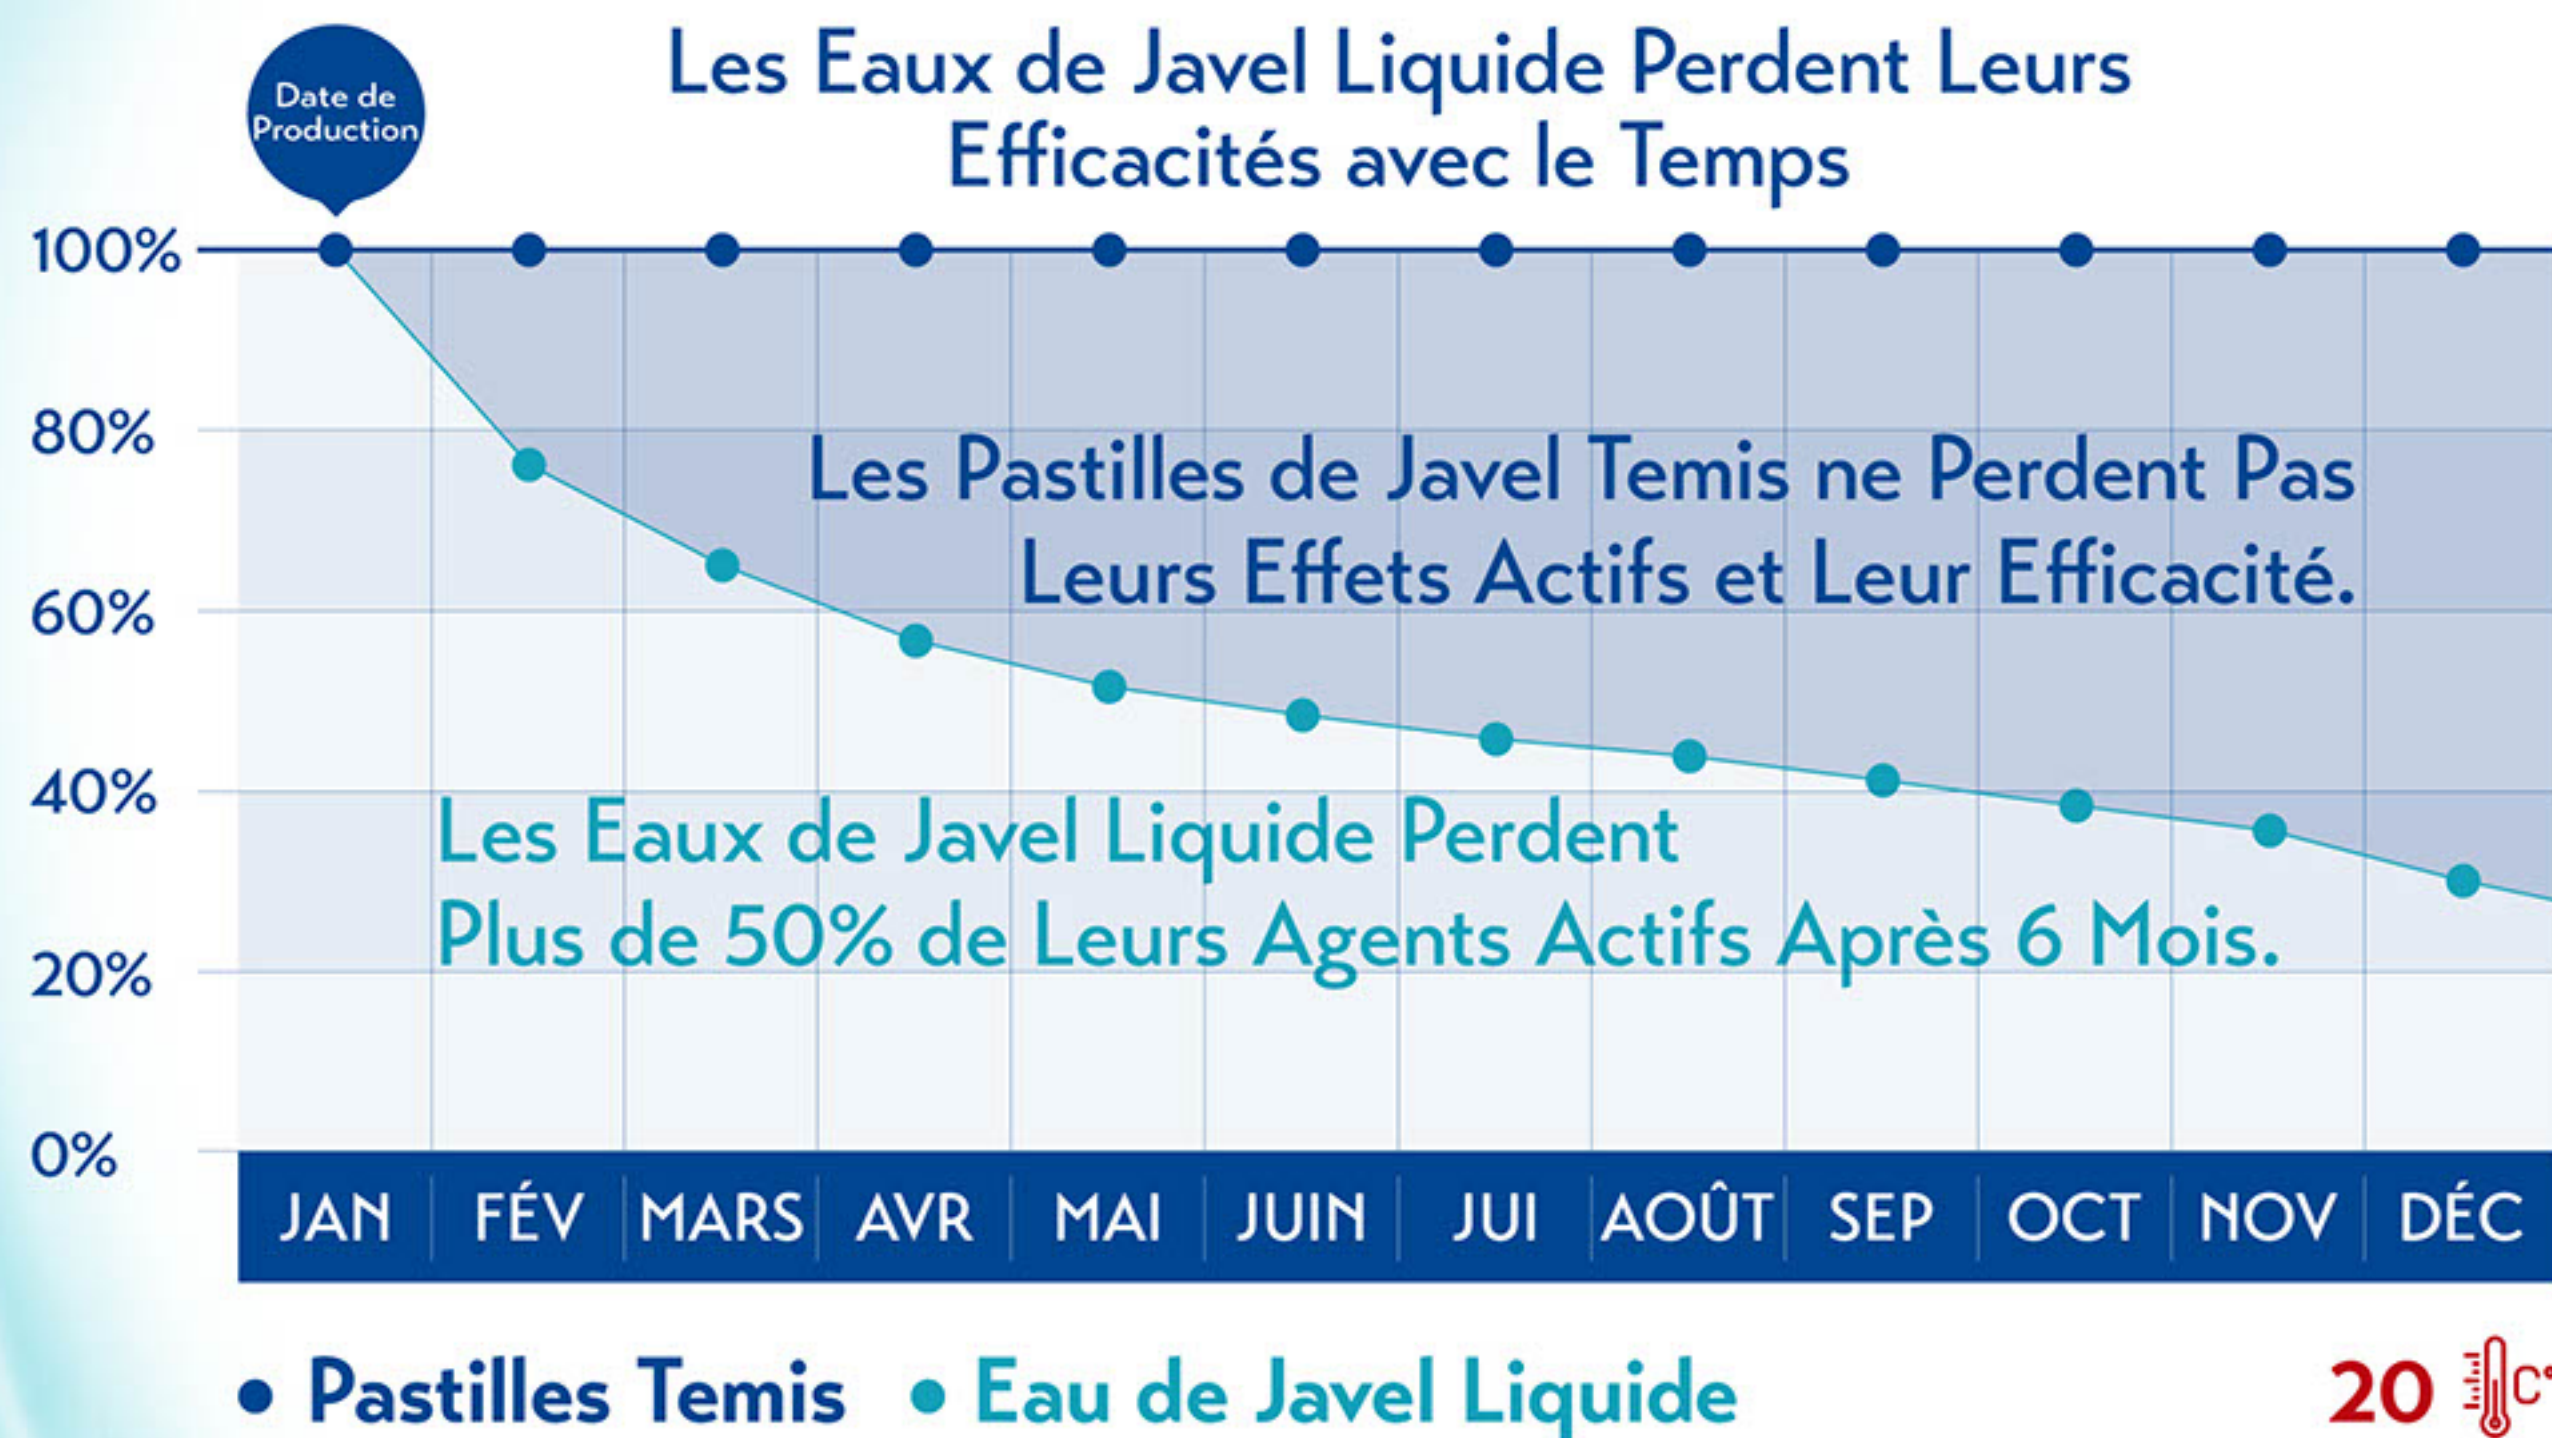 Date de
Production
Les Eaux de Javel Liquide Perdent Leurs
Efficacités avec le Temps
100%
80%
Les Pastilles de Javel Temis ne Perdent Pas
Leurs Effets Actifs et Leur Efficacité.
60%
40%
Les Eaux de Javel Liquide Perdent
Plus de 50% de Leurs Agents Actifs Après 6 Mois.
20%
0%
JAN FÉV MARS AVR MAI JUIN JUI AOÛT SEP OCT NOV DÉC
• Pastilles Temis • Eau de Javel Liquide
20 C°